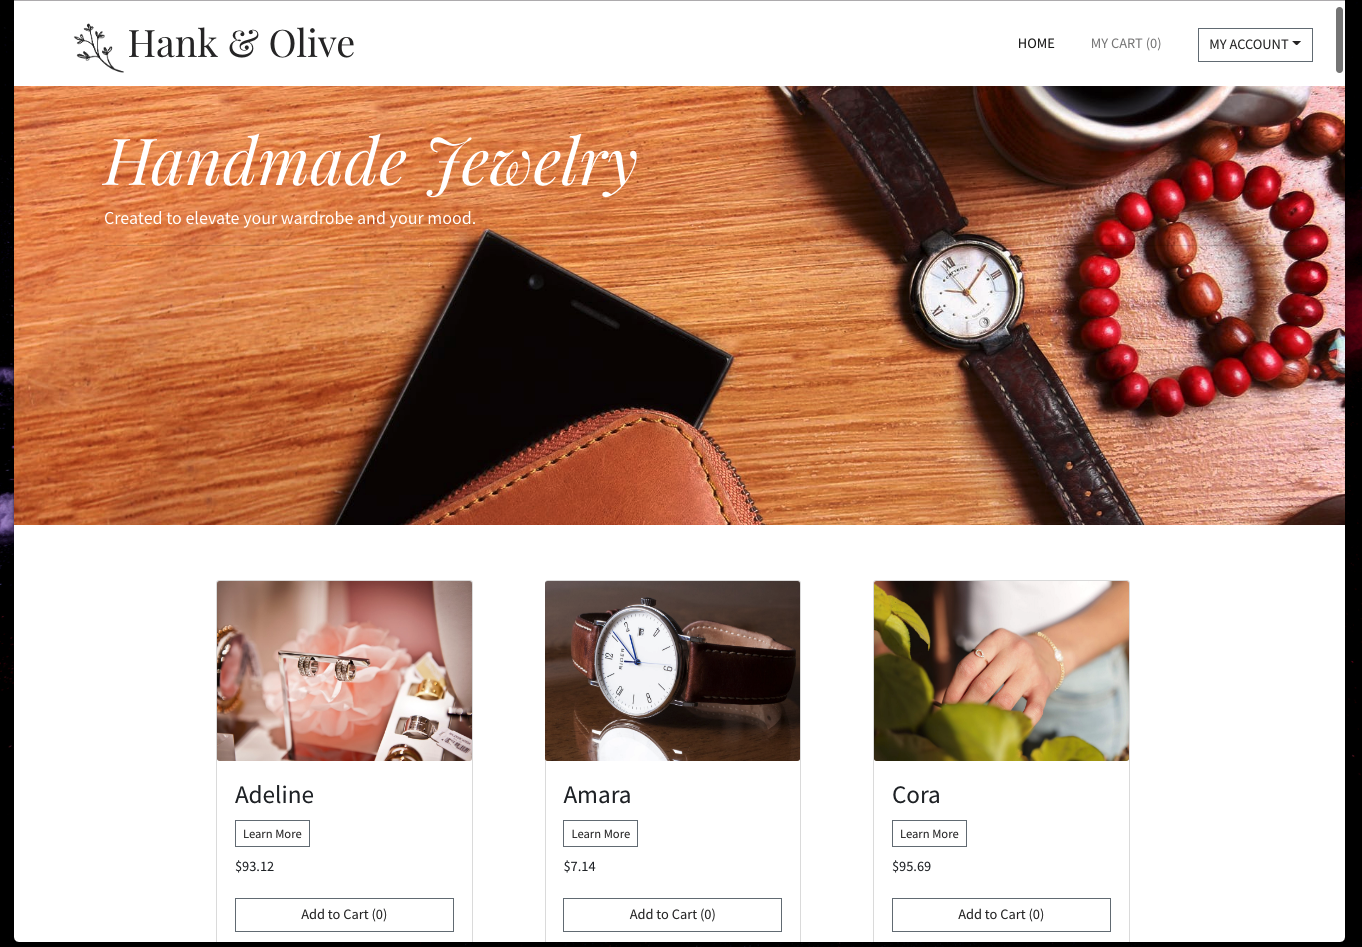 Hank & Olive
HOME
MY CART (0)
MY ACCOUNT
Handmade Jewelry
Created to elevate your wardrobe and your mood.
Adeline
Learn More
$93.12
Add to Cart (0)
Amara
Learn More
$7.14
Add to Cart (0)
Cora
Learn More
$95.69
Add to Cart (0)